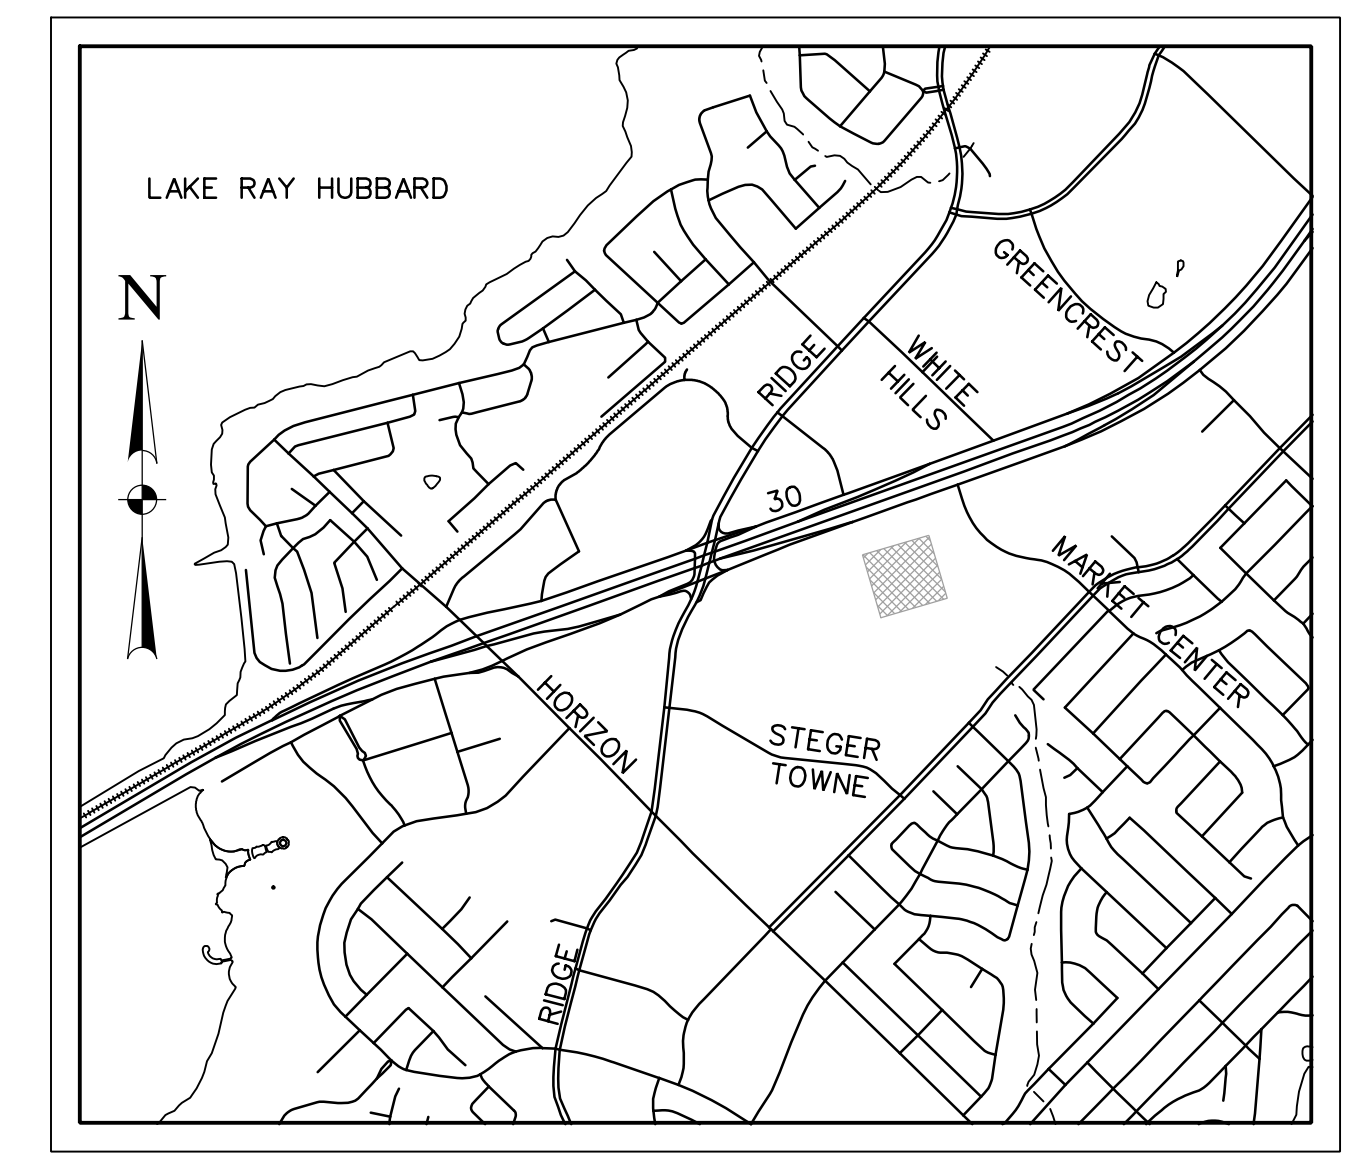 LAKE RAY HUBBARD
N
GREENCREST
RIDGE
WHITE
HILLS
30
MARKET CENTER
HORIZON
STEGER
TOWNE
RIDGE